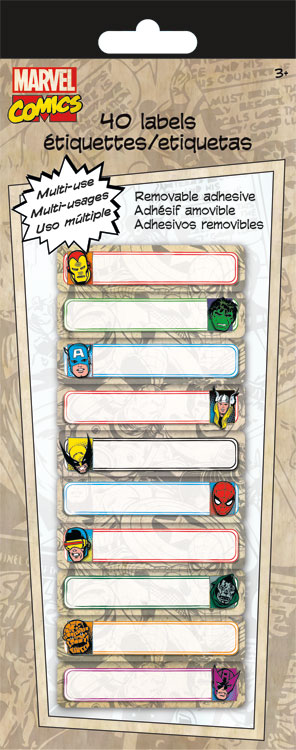 MARVEL
COMICS
3+
40 labels
étiquettes/etiquetas
Multi-use
Multi-usages
Uso múltiple
Removable adhesive
Adhésif amovible
Adhesivos removibles